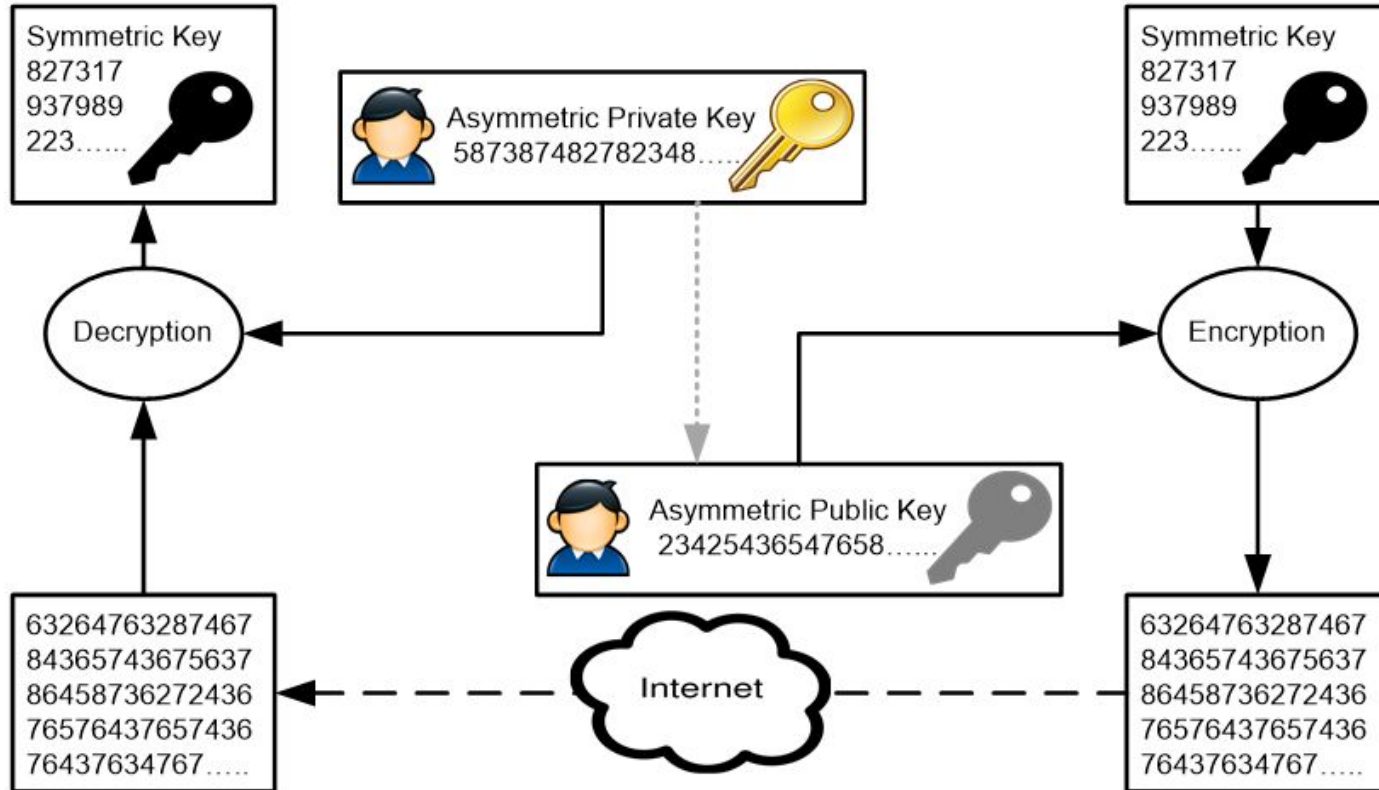 Symmetric Key
827317
937989
223......
Asymmetric Private Key
587387482782348.....
Symmetric Key
827317
937989
223......
Decryption
Encryption
Asymmetric Public Key
23425436547658......
63264763287467
84365743675637
86458736272436
76576437657436
76437634767.....
Internet
63264763287467
84365743675637
86458736272436
76576437657436
76437634767.....